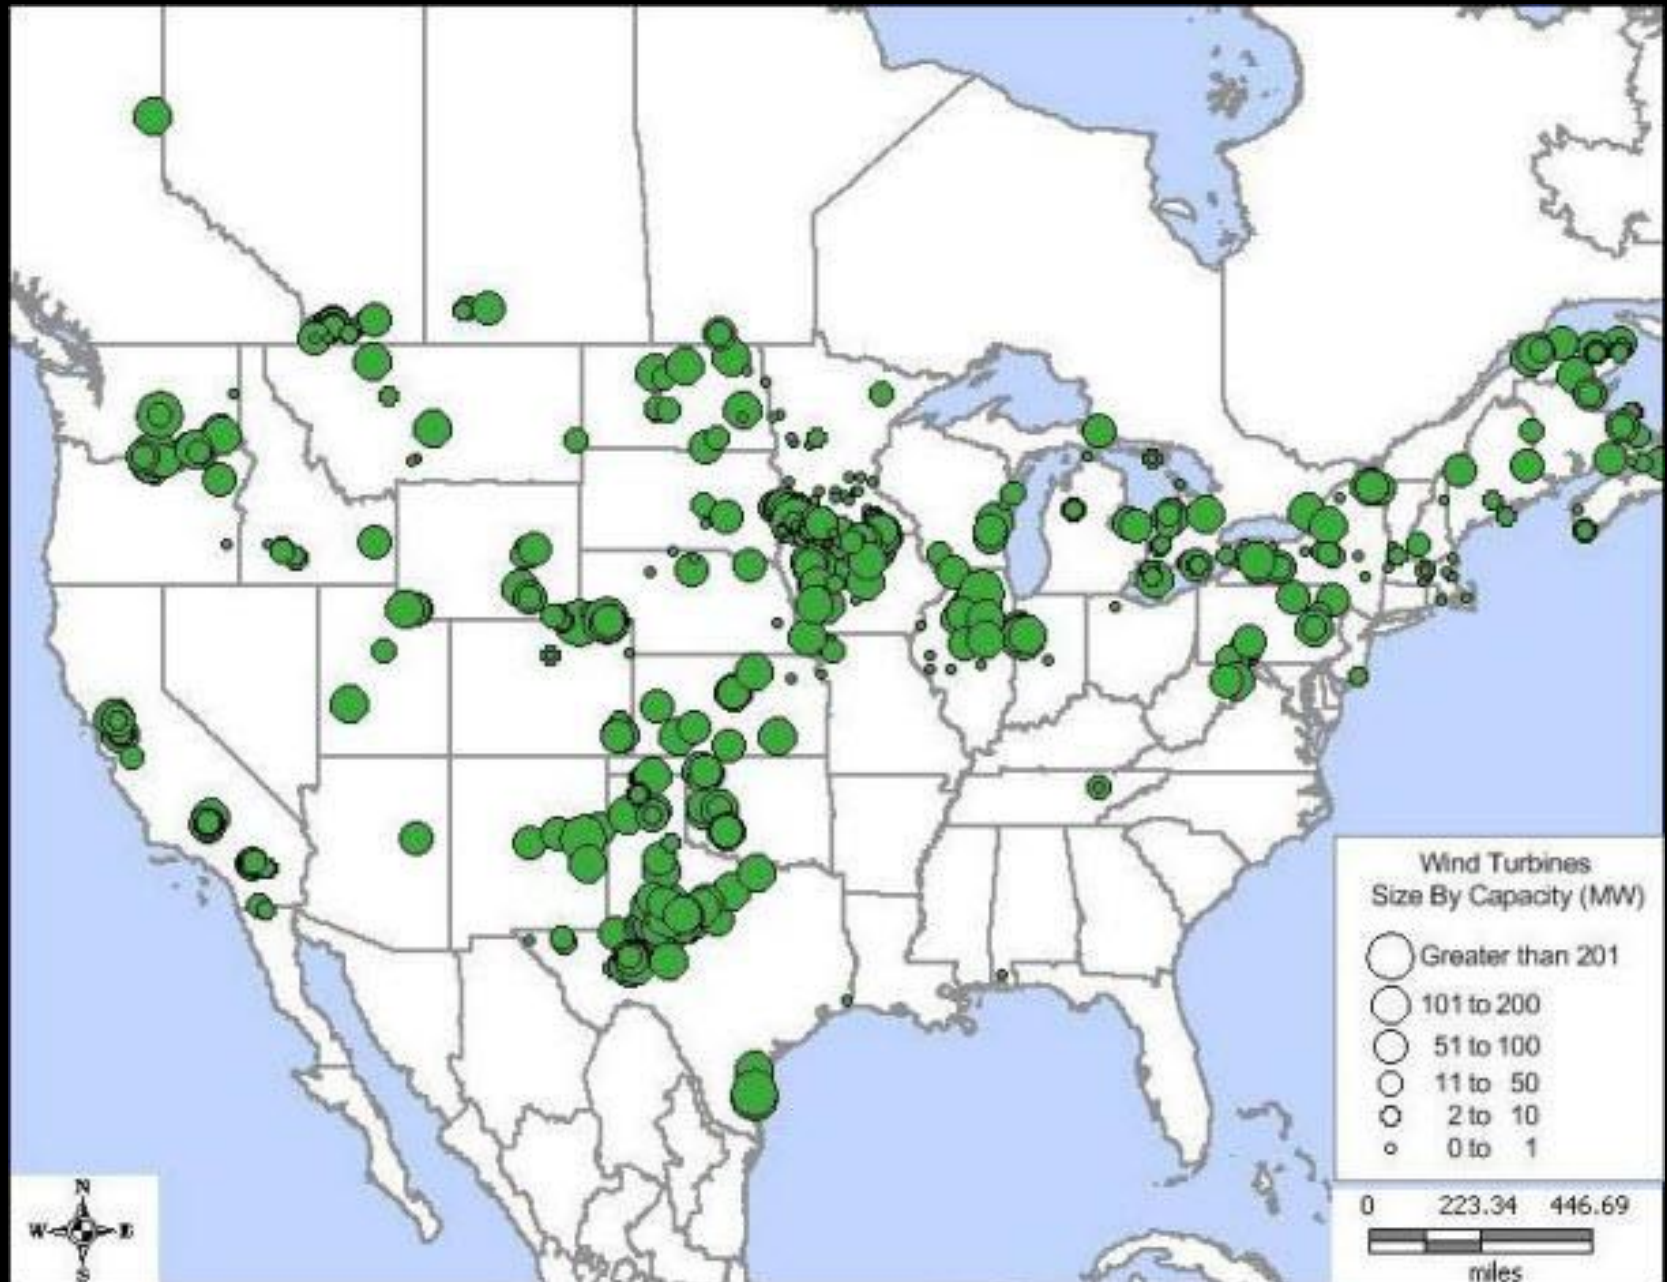 Wind Turbines
Size By Capacity (MW)
Greater than 201
101 to 200
51 to 100
11 to 50
2 to 10
0 to 1
N
W E
S
0 223.34 446.69
miles